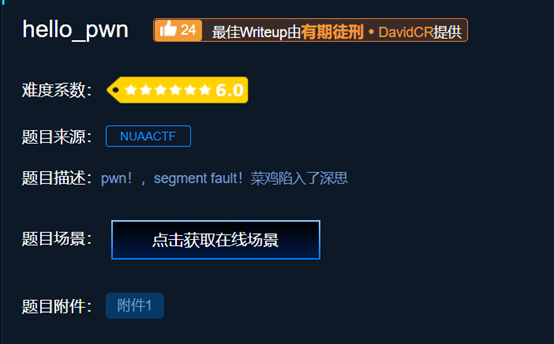 hello_pwn 24 最佳Writeup由有期徒刑 • DavidCR提供
难度系数： 6.0
题目来源： NUAACTF
题目描述：pwn！，segment fault！菜鸡陷入了深思
题目场景： 点击获取在线场景
题目附件： 附件1